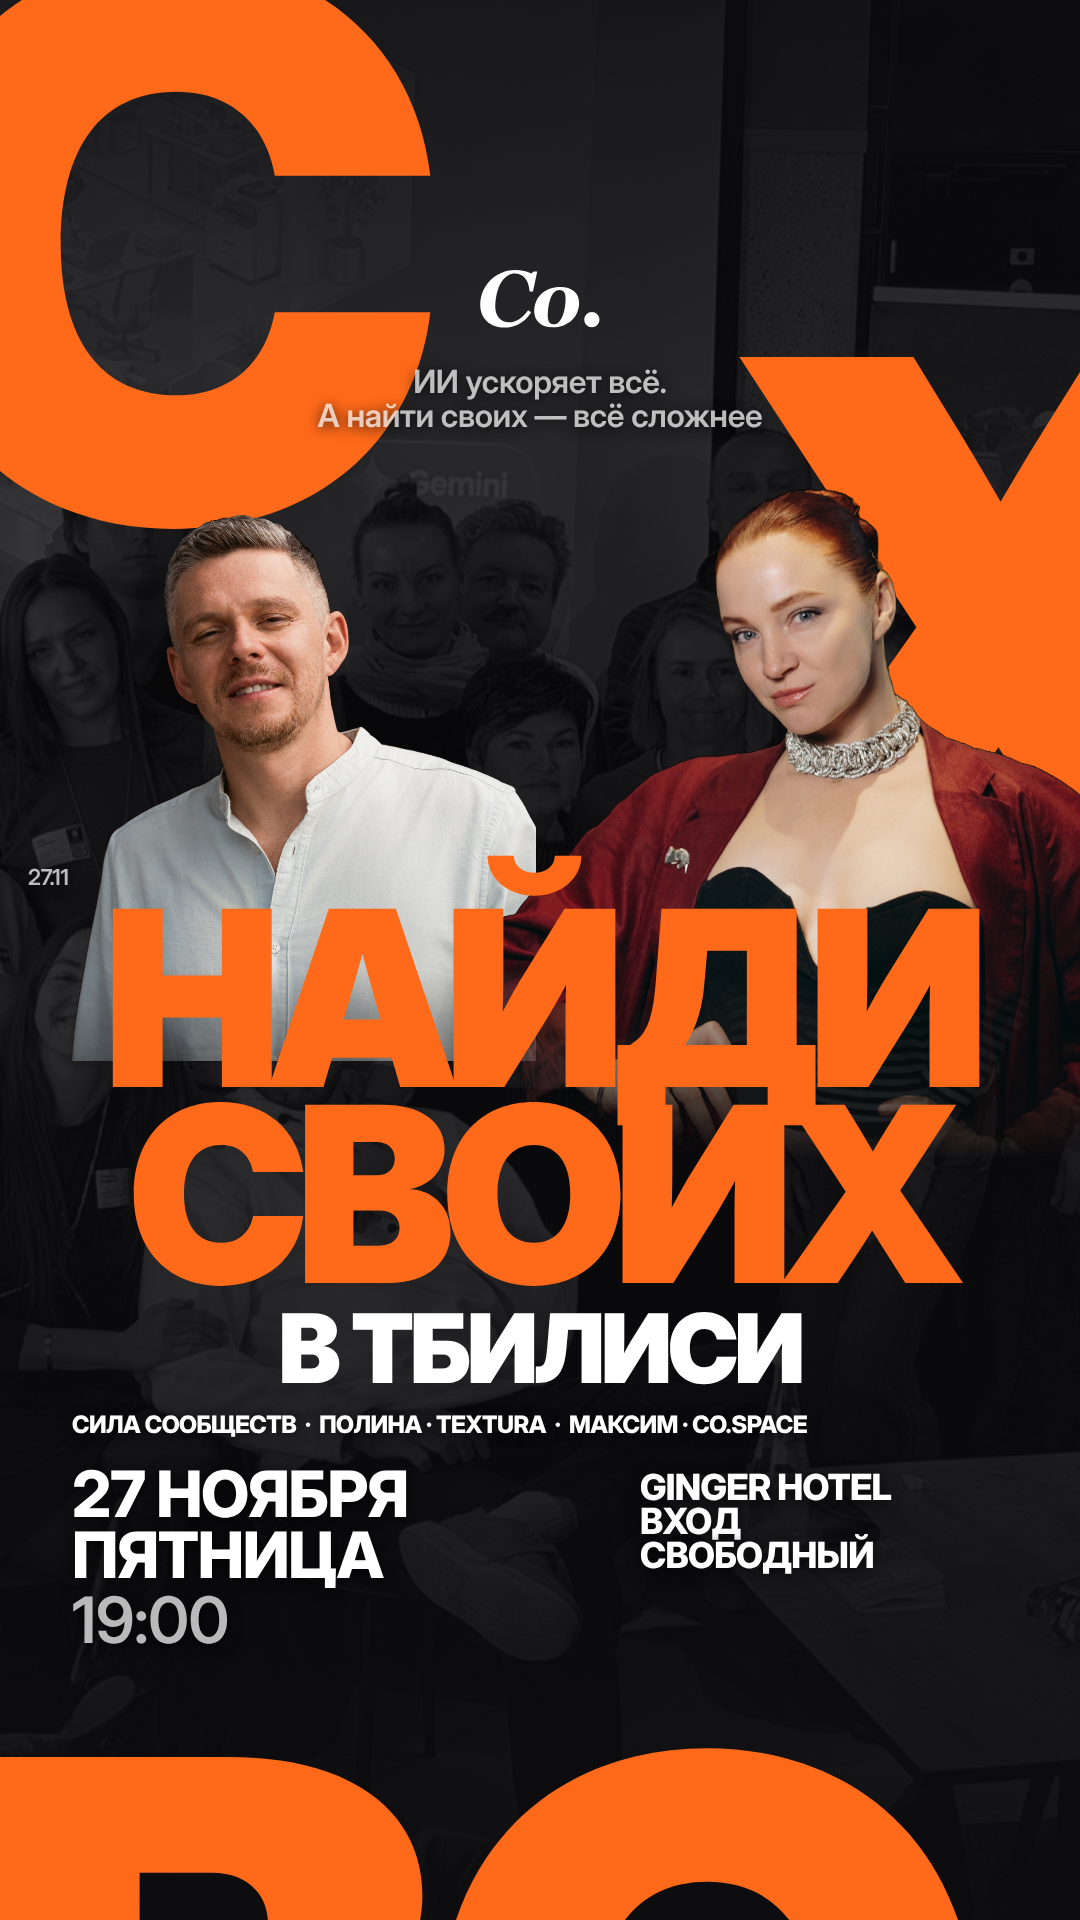 С
Co.
ИИ ускоряет всё.
А найти своих — всё сложнее
Х
Gemini
27.11
НАЙДИ
СВОИХ
В ТБИЛИСИ
СИЛА СООБЩЕСТВ · ПОЛИНА · TEXTURA · МАКСИМ · CO.SPACE
27 НОЯБРЯ
ПЯТНИЦА
19:00
GINGER HOTEL
ВХОД
СВОБОДНЫЙ
ВО